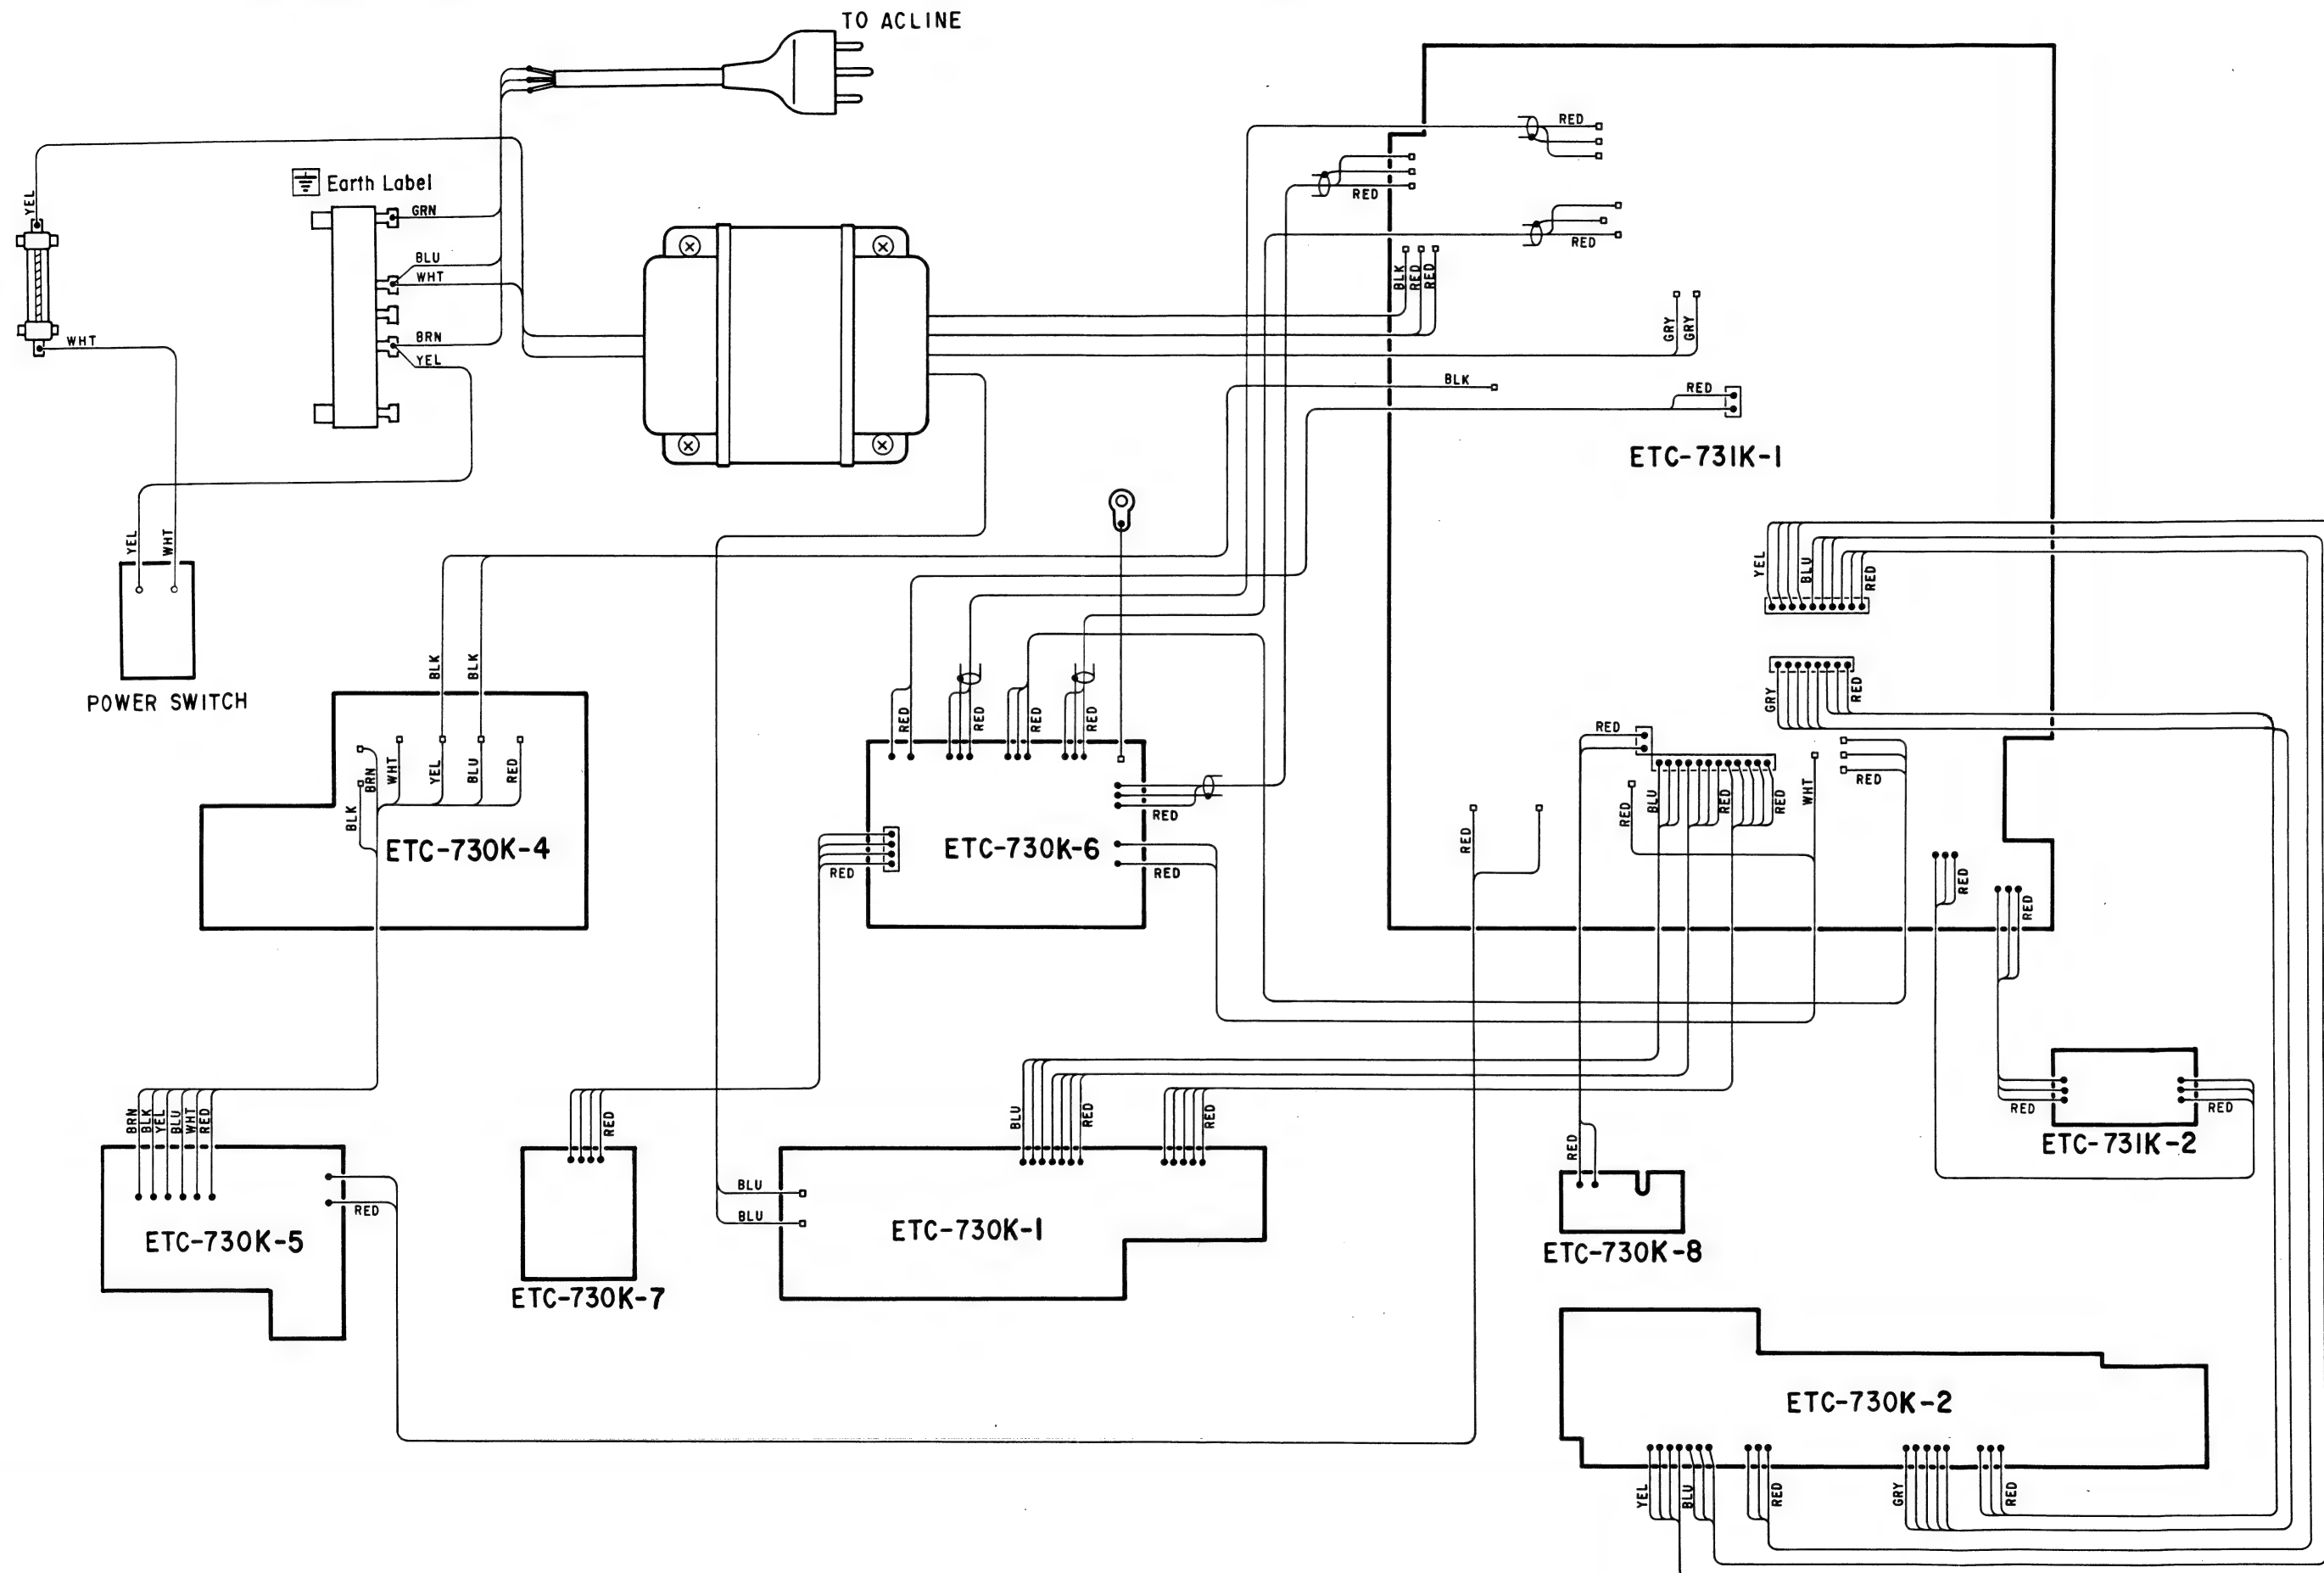 TO ACLINE
RED
Earth Label
YEL
GRN
RED
BLU
WHT
RED
BLK
RED
RED
GRY
GRY
WHT
BRN
YEL
BLK
RED
ETC-731K-1
YEL
WHT
YEL
BLU
RED
POWER SWITCH
BLK
BLK
RED
RED
RED
RED
GRY
RED
RED
BRN
WHT
YEL
BLU
RED
BLK
ETC-730K-4
RED
ETC-730K-6
RED
RED
RED
RED
BLU
RED
RED
WHT
RED
RED
RED
BRN
BLK
YEL
BLU
WHT
RED
RED
BLU
RED
RED
RED
RED
RED
ETC-731K-2
BLU
BLU
RED
ETC-730K-5
ETC-730K-7
ETC-730K-1
ETC-730K-8
ETC-730K-2
YEL
BLU
RED
GRY
RED